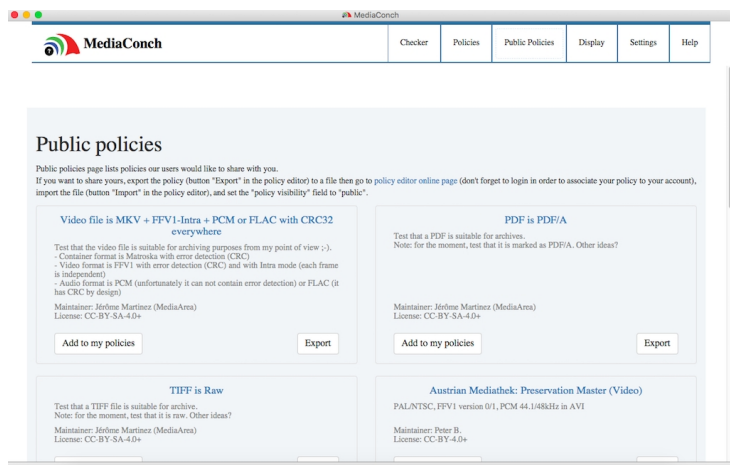 MediaConch
MediaConch
Checker
Policies
Public Policies
Display
Settings
Help
Public policies
Public policies page lists policies our users would like to share with you.
If you want to share yours, export the policy (button "Export" in the policy editor) to a file then go to policy editor online page (don't forget to login in order to associate your policy to your account),
import the file (button "Import" in the policy editor), and set the "policy visibility" field to "public".
Video file is MKV + FFV1-Intra + PCM or FLAC with CRC32
everywhere
Test that the video file is suitable for archiving purposes from my point of view ;-).
- Container format is Matroska with error detection (CRC)
- Video format is FFV1 with error detection (CRC) and with Intra mode (each frame
is independent)
- Audio format is PCM (unfortunately it can not contain error detection) or FLAC (it
has CRC by design)
Maintainer: Jérôme Martinez (MediaArea)
License: CC-BY-SA-4.0+
Add to my policies
Export
PDF is PDF/A
Test that a PDF is suitable for archives.
Note: for the moment, test that it is marked as PDF/A. Other ideas?
Maintainer: Jérôme Martinez (MediaArea)
License: CC-BY-SA-4.0+
Add to my policies
Export
TIFF is Raw
Test that a TIFF file is suitable for archive.
Note: for the moment, test that it is raw. Other ideas?
Maintainer: Jérôme Martinez (MediaArea)
License: CC-BY-SA-4.0+
Austrian Mediathek: Preservation Master (Video)
PAL/NTSC, FFV1 version 0/1, PCM 44.1/48kHz in AVI
Maintainer: Peter B.
License: CC-BY-4.0+